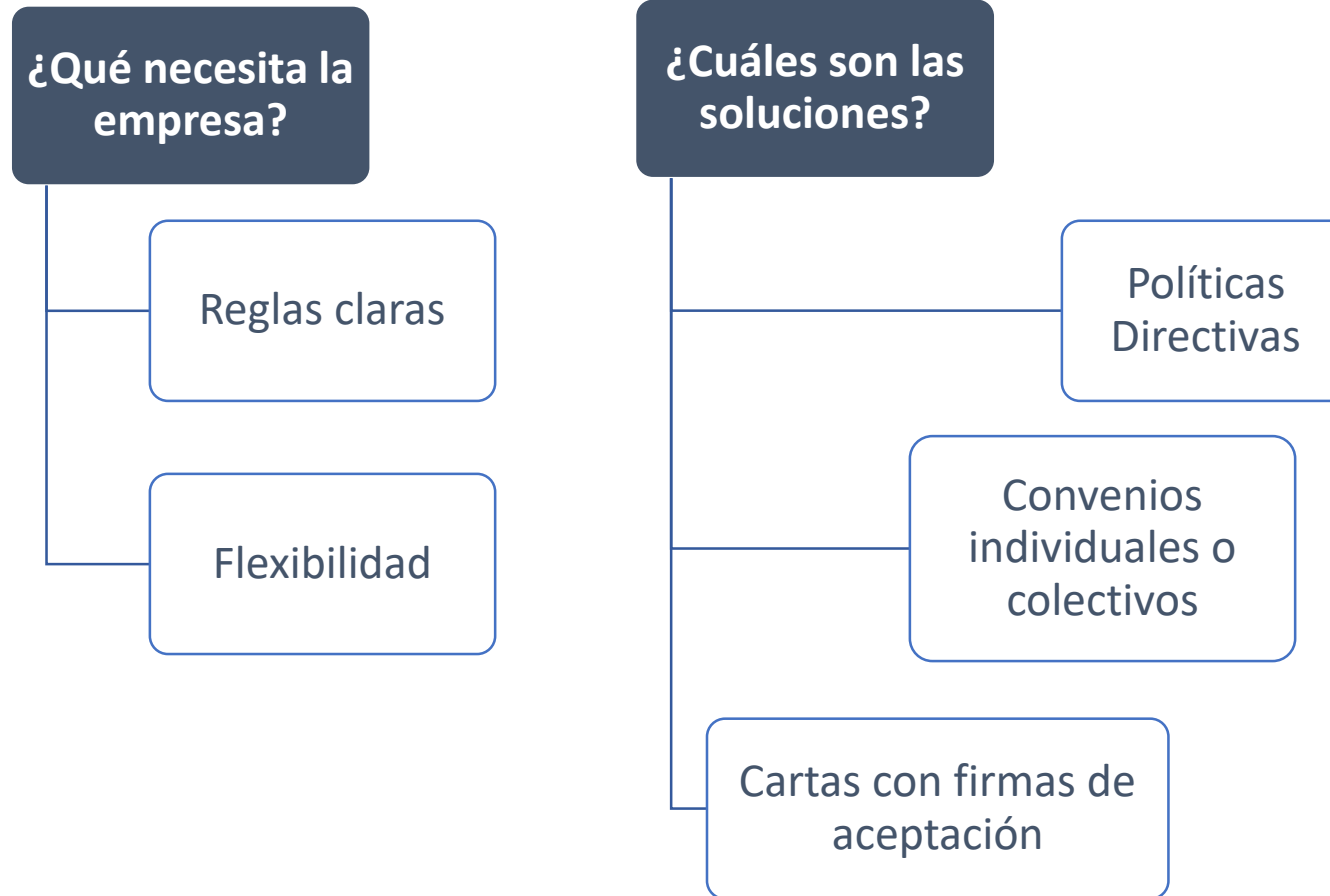 ¿Qué necesita la
empresa?
Reglas claras
Flexibilidad
¿Cuáles son las
soluciones?
Políticas
Directivas
Convenios
individuales o
colectivos
Cartas con firmas de
aceptación